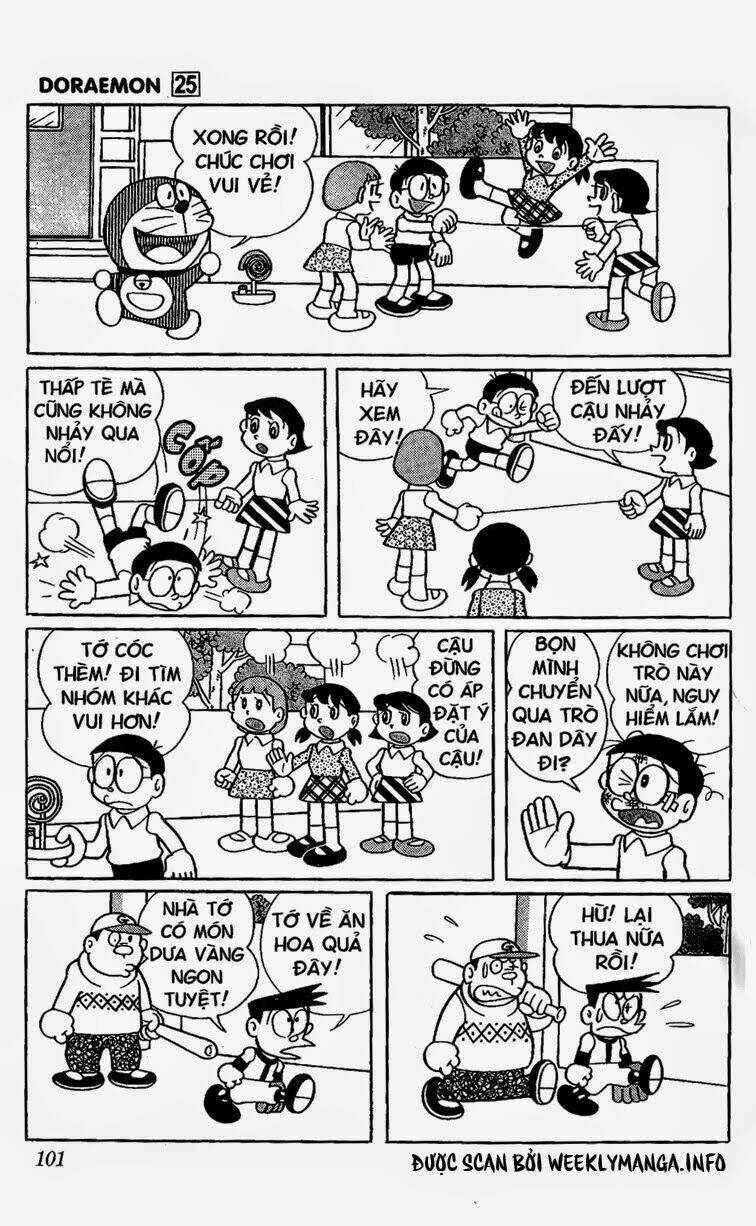 DORAEMON 25
XONG RỒI!
CHÚC CHƠI
VUI VẺ!
ĐẾN LƯỢT
CẬU NHẢY
ĐẤY!
HÃY
XEM
ĐÂY!
THẤP TÈ MÀ
CŨNG KHÔNG
NHẢY QUA
NỔI!
CỐP
KHÔNG CHƠI
TRÒ NÀY
NỮA, NGUY
HIỂM LẮM!
BỌN
MÌNH
CHUYỂN
QUA TRÒ
ĐAN DÂY
ĐI?
CẬU
ĐỪNG
CÓ ÁP
ĐẶT Ý
CỦA
CẬU!
TỚ CÓC
THÈM! ĐI TÌM
NHÓM KHÁC
VUI HƠN!
HỪ! LẠI
THUA NỮA
RỒI!
TỚ VỀ ĂN
HOA QUẢ
ĐÂY!
NHÀ TỚ
CÓ MÓN
DƯA VÀNG
NGON
TUYỆT!
101
ĐƯỢC SCAN BỞI WEEKLYMANGA.INFO